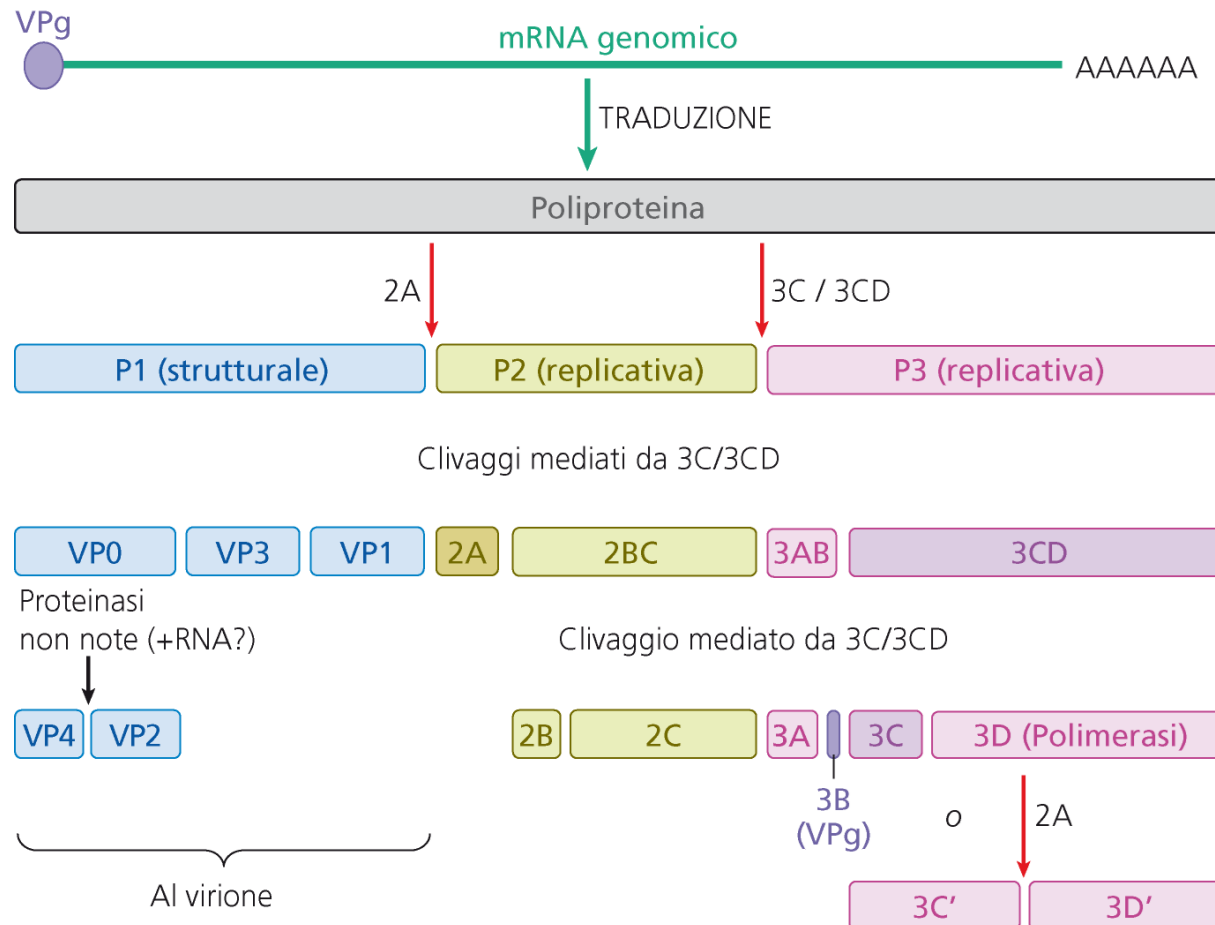 VPg
mRNA genomico
AAAAAA
TRADUZIONE
Poliproteina
2A
3C / 3CD
P1 (strutturale)
P2 (replicativa)
P3 (replicativa)
Clivaggi mediati da 3C/3CD
VP0
VP3
VP1
2A
2BC
3AB
3CD
Proteinasi
non note (+RNA?)
Clivaggio mediato da 3C/3CD
VP4
VP2
2B
2C
3A
3C
3D (Polimerasi)
3B
(VPg)
o
2A
Al virione
3C'
3D'